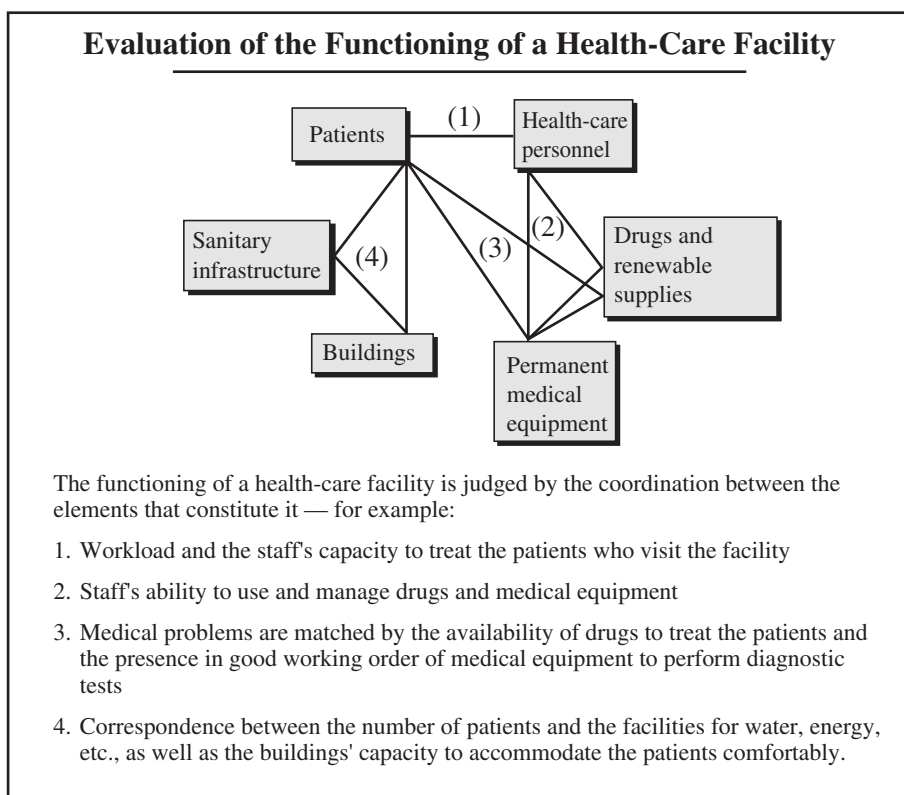 Evaluation of the Functioning of a Health-Care Facility
Patients
(1)
Health-care
personnel
Sanitary
infrastructure
(4)
(3)
(2)
Drugs and
renewable
supplies
Buildings
Permanent
medical
equipment
The functioning of a health-care facility is judged by the coordination between the
elements that constitute it — for example:
1. Workload and the staff's capacity to treat the patients who visit the facility
2. Staff's ability to use and manage drugs and medical equipment
3. Medical problems are matched by the availability of drugs to treat the patients and
the presence in good working order of medical equipment to perform diagnostic
tests
4. Correspondence between the number of patients and the facilities for water, energy,
etc., as well as the buildings' capacity to accommodate the patients comfortably.